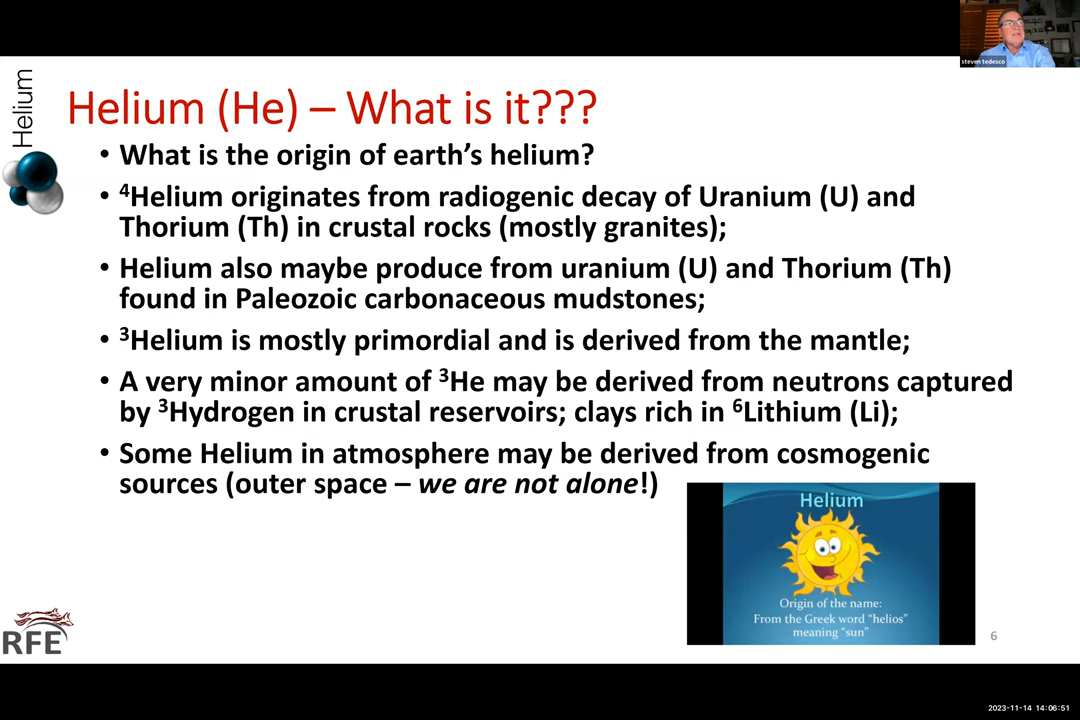 steven tedesco
Helium
Helium (He) – What is it???
• What is the origin of earth’s helium?
• ⁴Helium originates from radiogenic decay of Uranium (U) and
Thorium (Th) in crustal rocks (mostly granites);
• Helium also maybe produce from uranium (U) and Thorium (Th)
found in Paleozoic carbonaceous mudstones;
• ³Helium is mostly primordial and is derived from the mantle;
• A very minor amount of ³He may be derived from neutrons captured
by ³Hydrogen in crustal reservoirs; clays rich in ⁶Lithium (Li);
• Some Helium in atmosphere may be derived from cosmogenic
sources (outer space – we are not alone!)
Helium
Origin of the name:
From the Greek word “helios”
meaning “sun”
RFE
6
2023-11-14 14:06:51